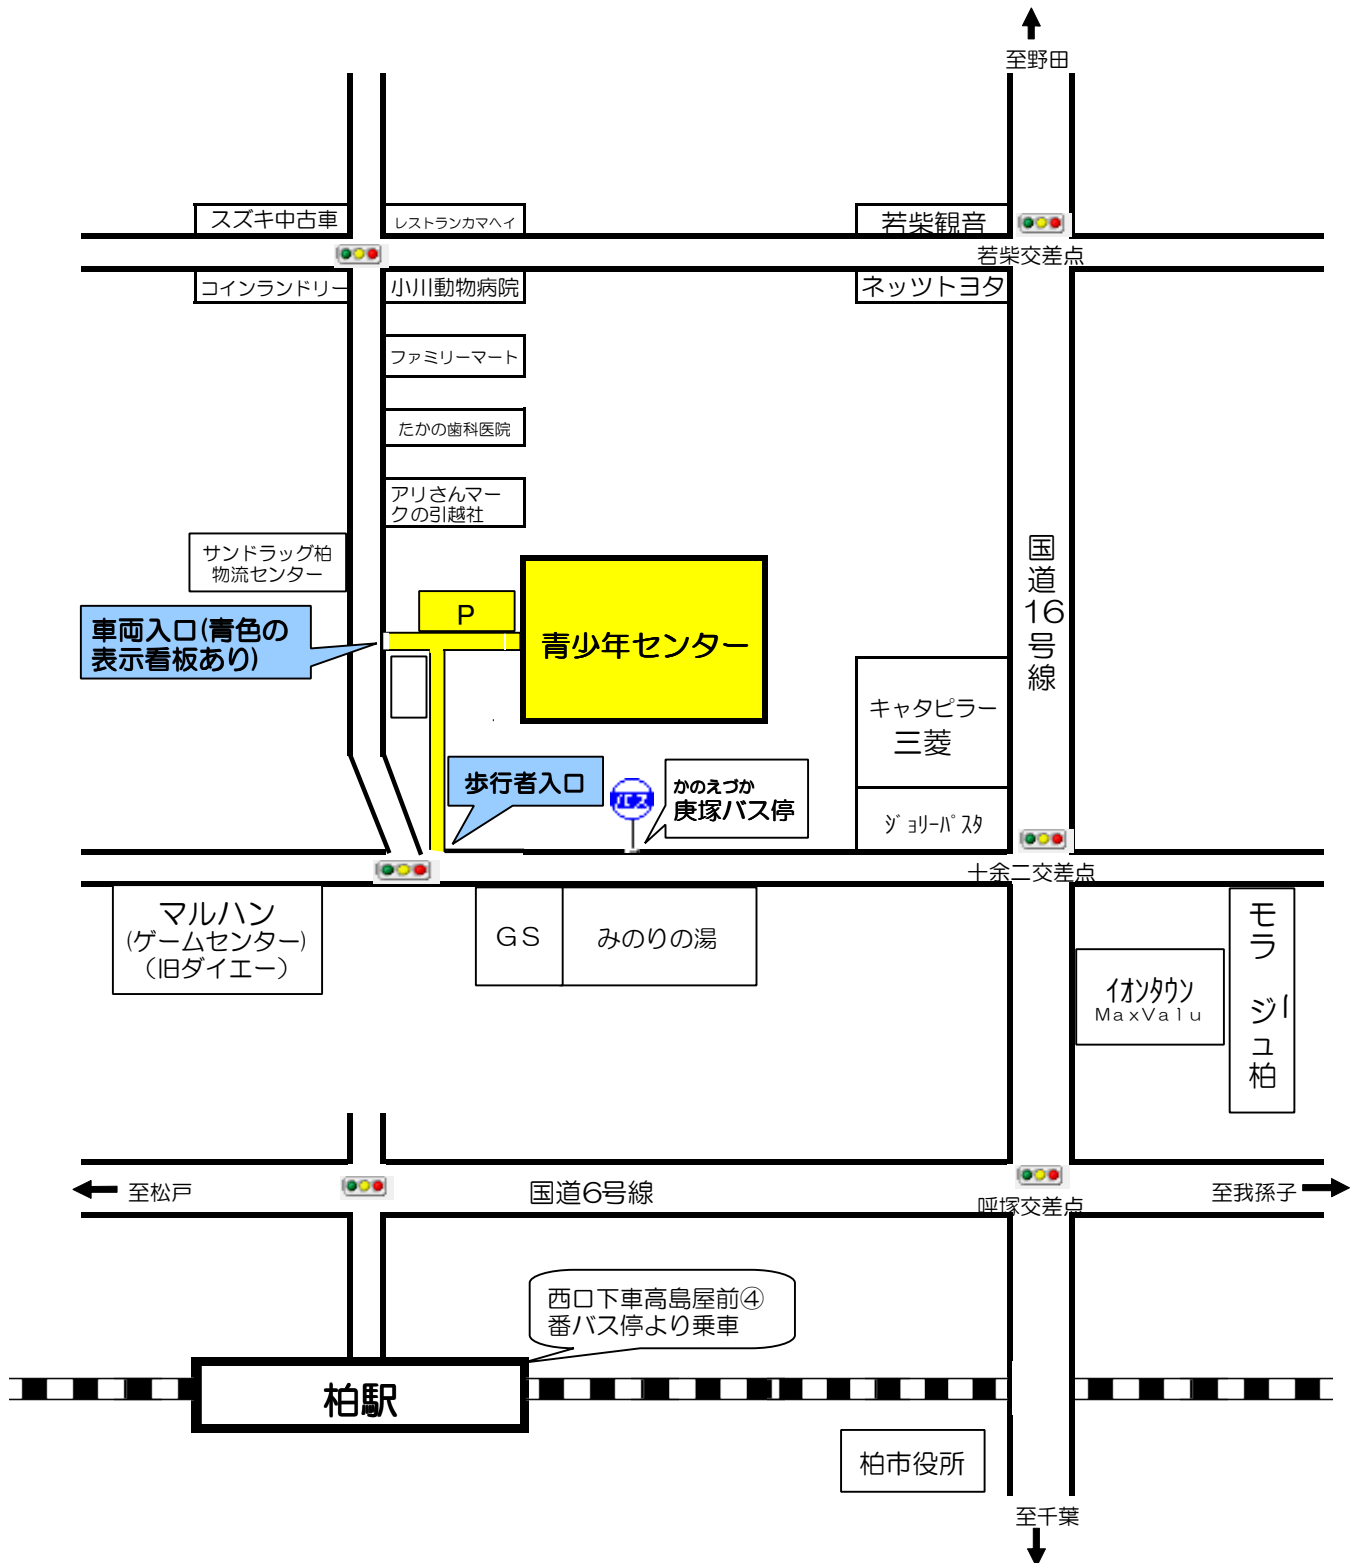 至野田
スズキ中古車
レストランカマヘイ
若柴観音
若柴交差点
コインランドリー
小川動物病院
ネッツトヨタ
ファミリーマート
たかの歯科医院
アリさんマー
クの引越社
サンドラッグ柏
物流センター
国道16号線
P
車両入口(青色の
表示看板あり)
青少年センター
キャタピラー
三菱
歩行者入口
バス
かのえづか
庚塚バス停
ｼﾞｮﾘｰﾊﾟｽﾀ
十余二交差点
マルハン
(ゲームセンター)
（旧ダイエー）
GS
みのりの湯
モラージュ柏
ｲｵﾝﾀｳﾝ
MaxValu
至松戸
国道6号線
至我孫子
呼塚交差点
西口下車高島屋前④
番バス停より乗車
柏駅
柏市役所
至千葉